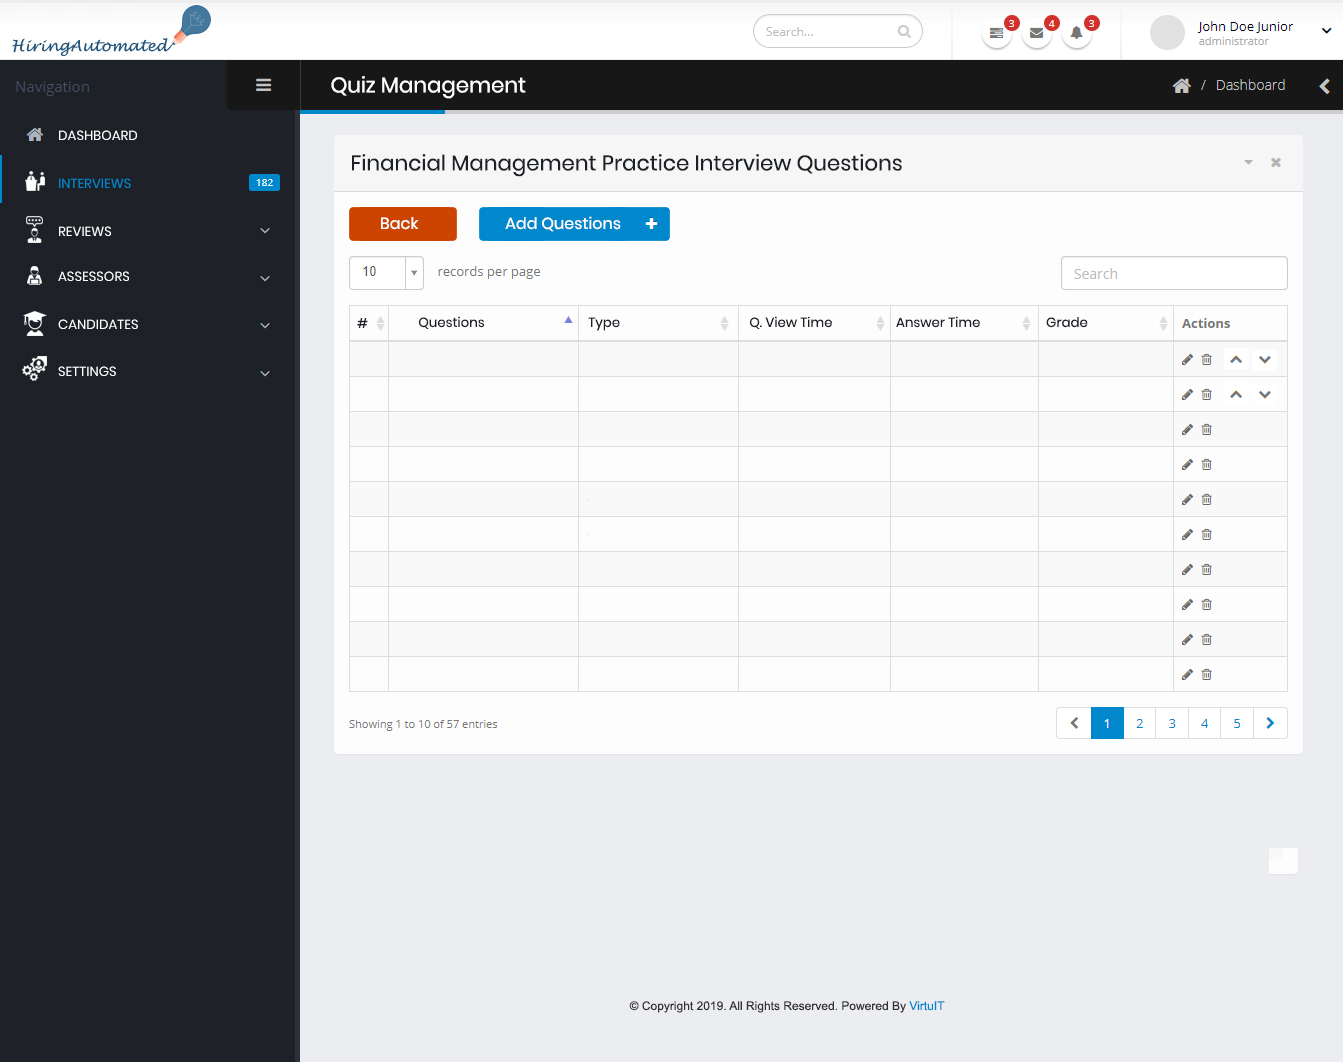 HiringAutomated
Search...
3
4
3
John Doe Junior
administrator
Navigation
Quiz Management
/ Dashboard
DASHBOARD
INTERVIEWS
182
REVIEWS
ASSESSORS
CANDIDATES
SETTINGS
Financial Management Practice Interview Questions
Back
Add Questions +
10
records per page
Search
# Questions Type Q. View Time Answer Time Grade Actions
Showing 1 to 10 of 57 entries
1 2 3 4 5
© Copyright 2019. All Rights Reserved. Powered By VirtuIT